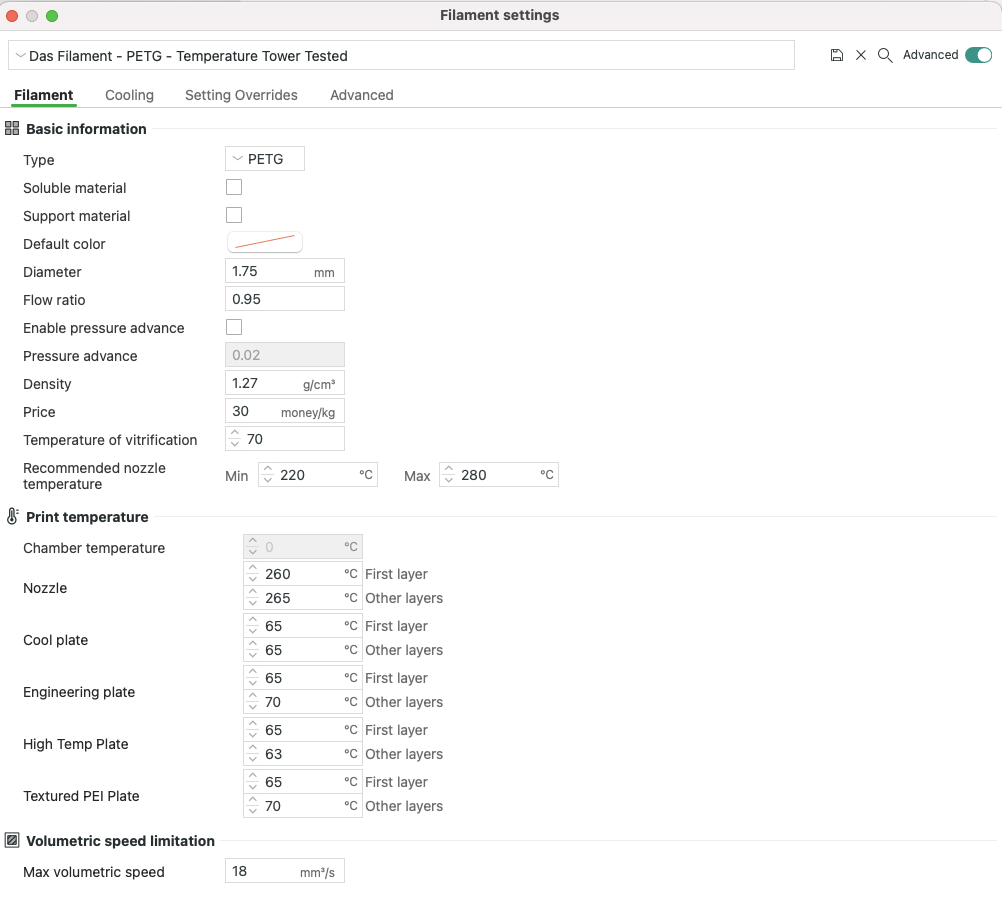 Filament settings
Das Filament - PETG - Temperature Tower Tested
Advanced
Filament Cooling Setting Overrides Advanced
Basic information
Type PETG
Soluble material
Support material
Default color
Diameter 1.75 mm
Flow ratio 0.95
Enable pressure advance
Pressure advance 0.02
Density 1.27 g/cm³
Price 30 money/kg
Temperature of vitrification 70
Recommended nozzle
temperature
Min 220 °C Max 280 °C
Print temperature
Chamber temperature 0 °C
Nozzle
260 °C First layer
265 °C Other layers
Cool plate
65 °C First layer
65 °C Other layers
Engineering plate
65 °C First layer
70 °C Other layers
High Temp Plate
65 °C First layer
63 °C Other layers
Textured PEI Plate
65 °C First layer
70 °C Other layers
Volumetric speed limitation
Max volumetric speed 18 mm³/s